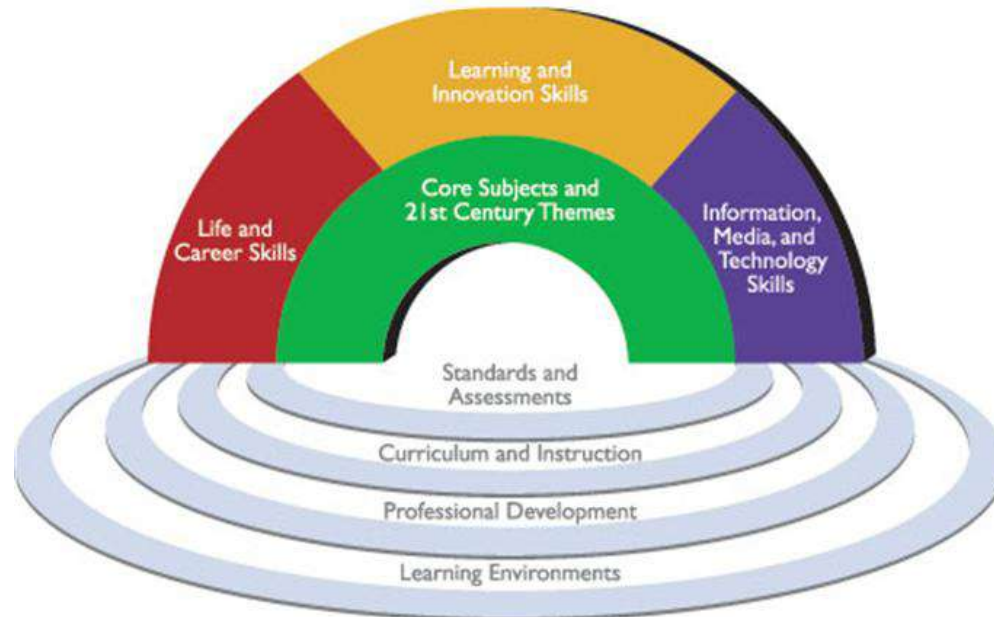 Learning and
Innovation Skills
Core Subjects and
21st Century Themes
Life and
Career Skills
Information,
Media, and
Technology
Skills
Standards and
Assessments
Curriculum and Instruction
Professional Development
Learning Environments